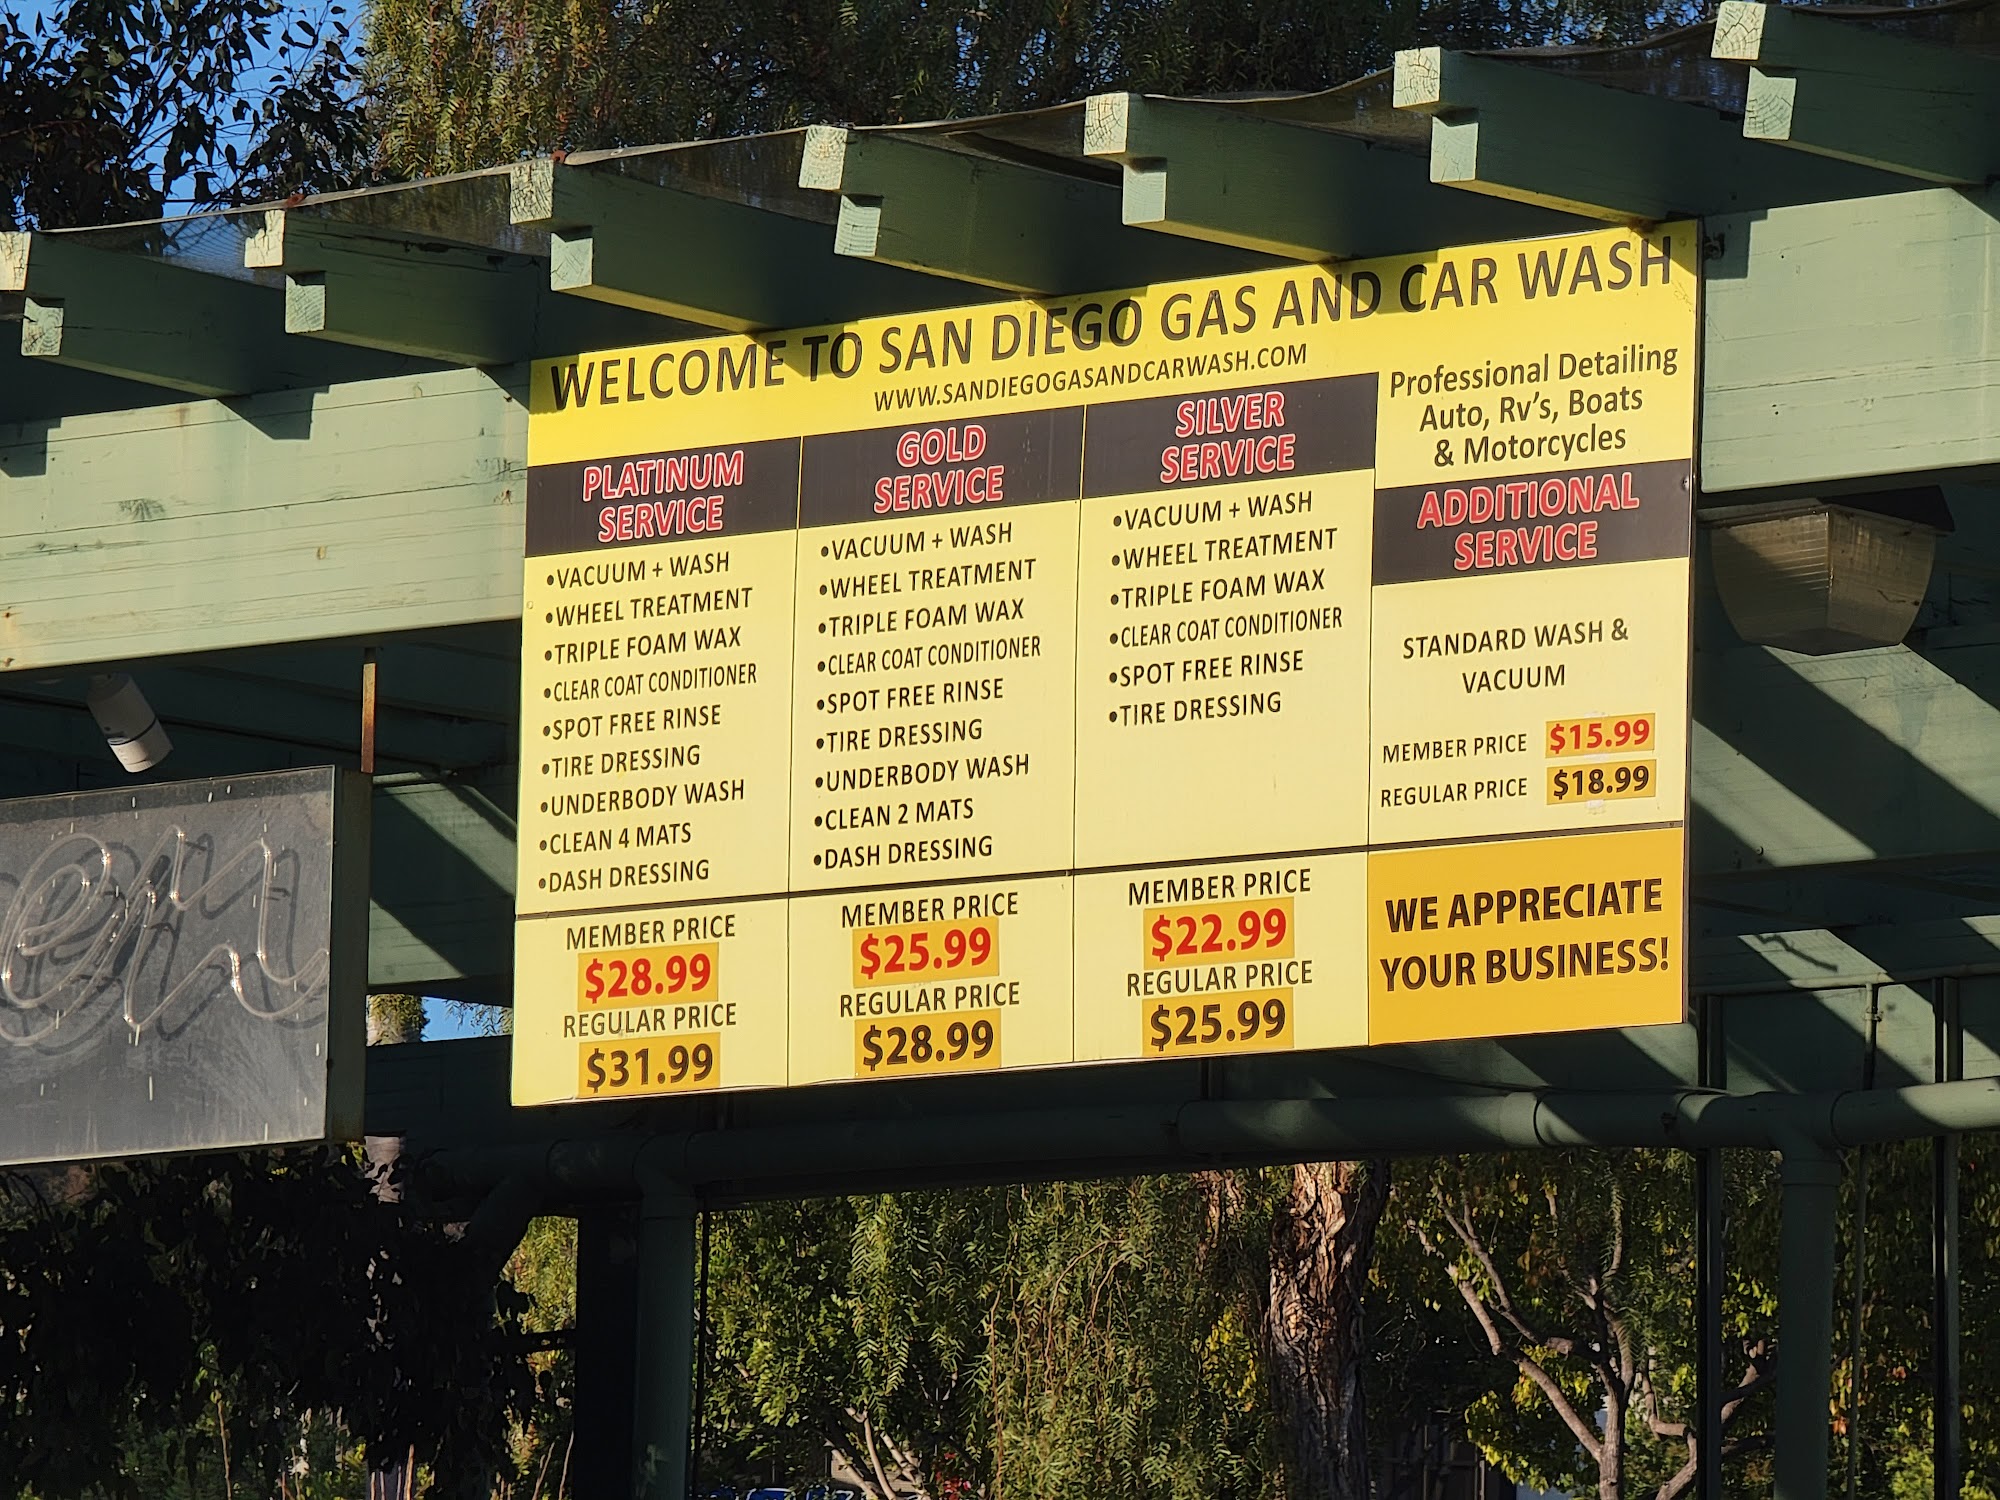 WELCOME TO SAN DIEGO GAS AND CAR WASH
WWW.SANDIEGOGASANDCARWASH.COM
PLATINUM
SERVICE
•VACUUM + WASH
•WHEEL TREATMENT
•TRIPLE FOAM WAX
•CLEAR COAT CONDITIONER
•SPOT FREE RINSE
•TIRE DRESSING
•UNDERBODY WASH
•CLEAN 4 MATS
•DASH DRESSING
MEMBER PRICE
$28.99
REGULAR PRICE
$31.99
GOLD
SERVICE
•VACUUM + WASH
•WHEEL TREATMENT
•TRIPLE FOAM WAX
•CLEAR COAT CONDITIONER
•SPOT FREE RINSE
•TIRE DRESSING
•UNDERBODY WASH
•CLEAN 2 MATS
•DASH DRESSING
MEMBER PRICE
$25.99
REGULAR PRICE
$28.99
SILVER
SERVICE
•VACUUM + WASH
•WHEEL TREATMENT
•TRIPLE FOAM WAX
•CLEAR COAT CONDITIONER
•SPOT FREE RINSE
•TIRE DRESSING
MEMBER PRICE
$22.99
REGULAR PRICE
$25.99
Professional Detailing
Auto, Rv's, Boats
& Motorcycles
ADDITIONAL
SERVICE
STANDARD WASH &
VACUUM
MEMBER PRICE $15.99
REGULAR PRICE $18.99
WE APPRECIATE
YOUR BUSINESS!